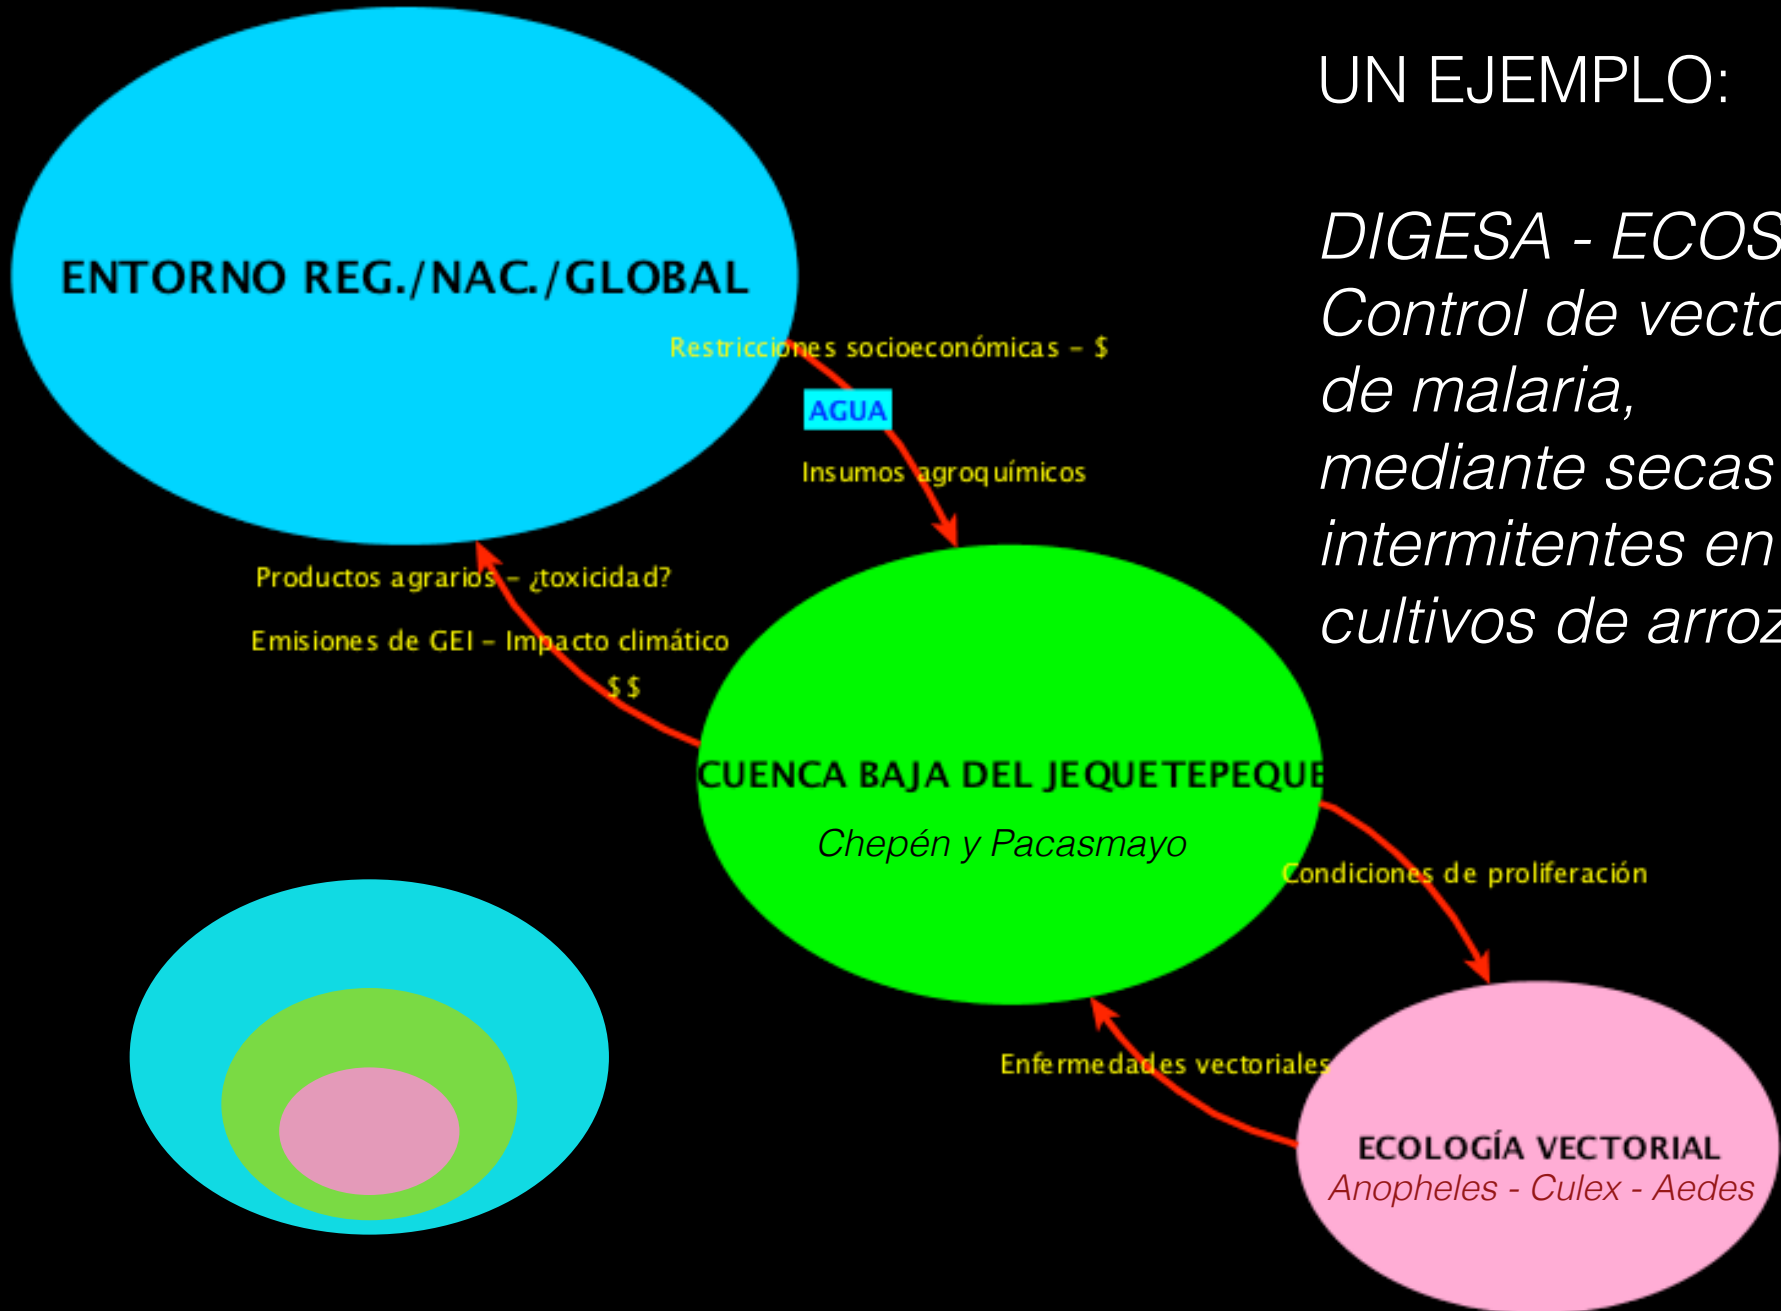 UN EJEMPLO:
DIGESA - ECOS
Control de vecto
de malaria,
mediante secas
intermitentes en
cultivos de arroz
ENTORNO REG./NAC./GLOBAL
Restricciones socioeconómicas – $
AGUA
Insumos agroquímicos
Productos agrarios – ¿toxicidad?
Emisiones de GEI – Impacto climático
$$
CUENCA BAJA DEL JEQUETEPEQUE
Chepén y Pacasmayo
Condiciones de proliferación
Enfermedades vectoriales
ECOLOGÍA VECTORIAL
Anopheles - Culex - Aedes